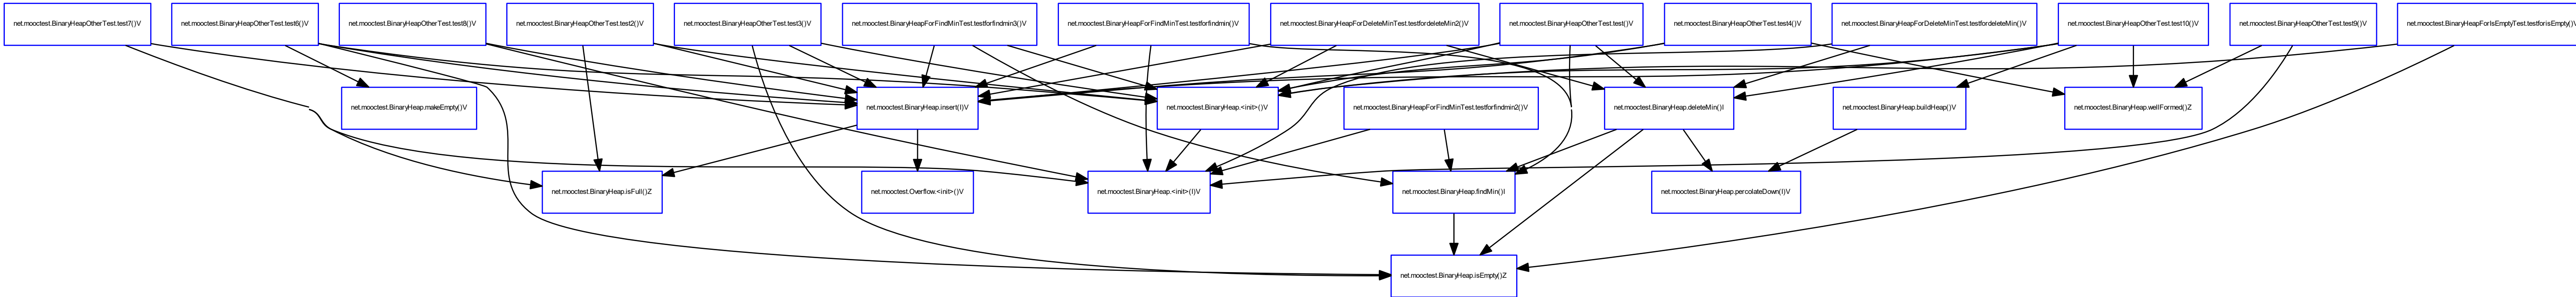 net.mooctest.BinaryHeapOtherTest.test7()V
net.mooctest.BinaryHeapOtherTest.test6()V
net.mooctest.BinaryHeapOtherTest.test8()V
net.mooctest.BinaryHeapOtherTest.test2()V
net.mooctest.BinaryHeapOtherTest.test3()V
net.mooctest.BinaryHeapForFindMinTest.testforfindmin3()V
net.mooctest.BinaryHeapForFindMinTest.testforfindmin()V
net.mooctest.BinaryHeapForDeleteMinTest.testfordeleteMin2()V
net.mooctest.BinaryHeapOtherTest.test()V
net.mooctest.BinaryHeapOtherTest.test4()V
net.mooctest.BinaryHeapForDeleteMinTest.testfordeleteMin()V
net.mooctest.BinaryHeapOtherTest.test10()V
net.mooctest.BinaryHeapOtherTest.test9()V
net.mooctest.BinaryHeapForIsEmptyTest.testforisEmpty()V
net.mooctest.BinaryHeap.makeEmpty()V
net.mooctest.BinaryHeap.insert(I)V
net.mooctest.BinaryHeap.<init>()V
net.mooctest.BinaryHeapForFindMinTest.testforfindmin2()V
net.mooctest.BinaryHeap.deleteMin()I
net.mooctest.BinaryHeap.buildHeap()V
net.mooctest.BinaryHeap.wellFormed()Z
net.mooctest.BinaryHeap.isFull()Z
net.mooctest.Overflow.<init>()V
net.mooctest.BinaryHeap.<init>(I)V
net.mooctest.BinaryHeap.findMin()I
net.mooctest.BinaryHeap.percolateDown(I)V
net.mooctest.BinaryHeap.isEmpty()Z